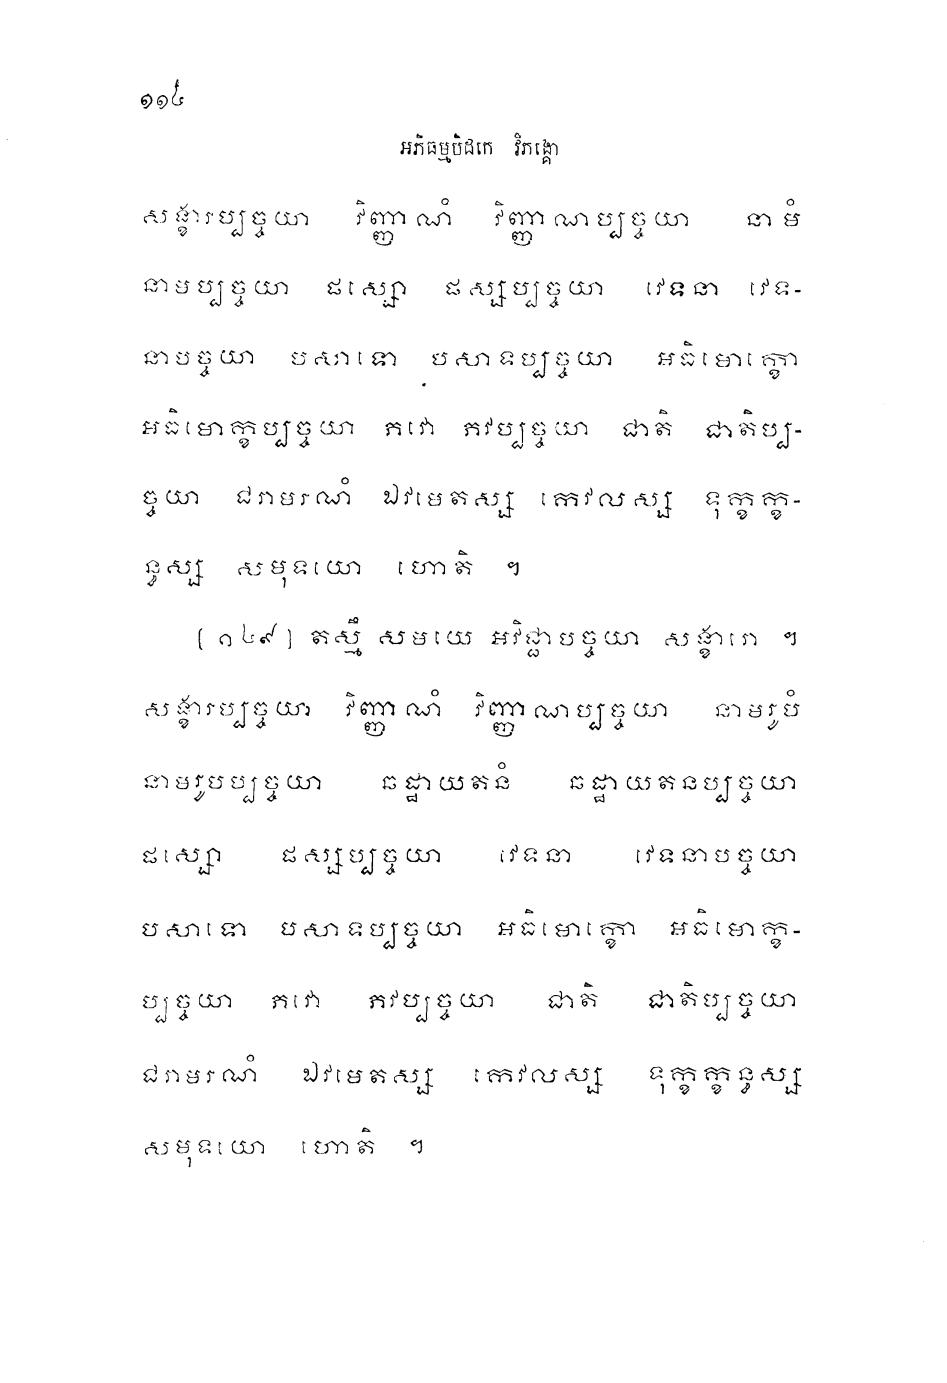 ១១៤
អភិធម្មបិដកេ វិភង្គោ
សង្ខារប្បច្ចយា វិញ្ញាណំ វិញ្ញាណប្បច្ចយា នាមំ
នាមប្បច្ចយា ផស្សោ ផស្សប្បច្ចយា វេទនា វេទ-
នាបច្ចយា បសាទោ បសាទប្បច្ចយា អធិមោក្ខោ
អធិមោក្ខប្បច្ចយា ភវោ ភវប្បច្ចយា ជាតិ ជាតិប្ប-
ច្ចយា ជរាមរណំ ឯវមេតស្ស កេវលស្ស ទុក្ខក្ខ-
ន្ធស្ស សមុទយោ ហោតិ ។
[១៤៩] តស្មឹ សមយេ អវិជ្ជាបច្ចយា សង្ខារោ ។
សង្ខារប្បច្ចយា វិញ្ញាណំ វិញ្ញាណប្បច្ចយា នាមរូបំ
នាមរូបប្បច្ចយា ឆដ្ឋាយតនំ ឆដ្ឋាយតនប្បច្ចយា
ផស្សោ ផស្សប្បច្ចយា វេទនា វេទនាបច្ចយា
បសាទោ បសាទប្បច្ចយា អធិមោក្ខោ អធិមោក្ខ-
ប្បច្ចយា ភវោ ភវប្បច្ចយា ជាតិ ជាតិប្បច្ចយា
ជរាមរណំ ឯវមេតស្ស កេវលស្ស ទុក្ខក្ខន្ធស្ស
សមុទយោ ហោតិ ។